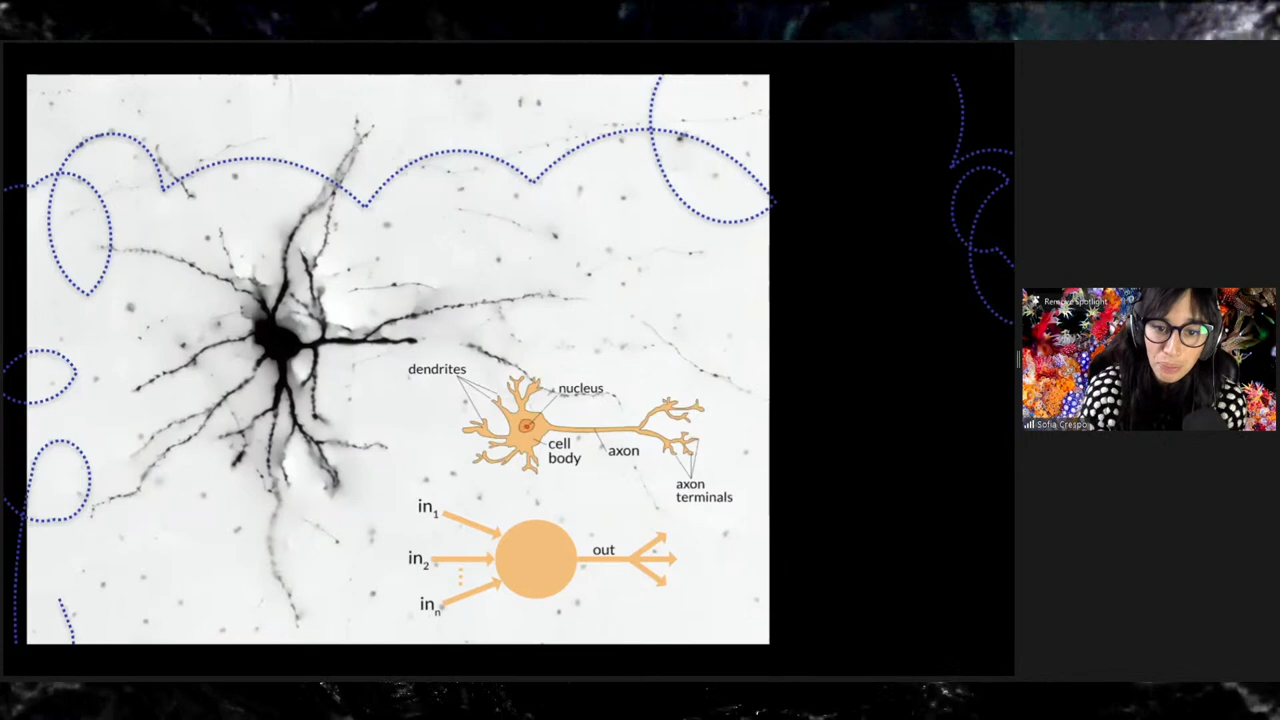 dendrites
nucleus
cell
body
axon
axon
terminals
in1
out
in2
inn
Remove spotlight
Sofia Crespo